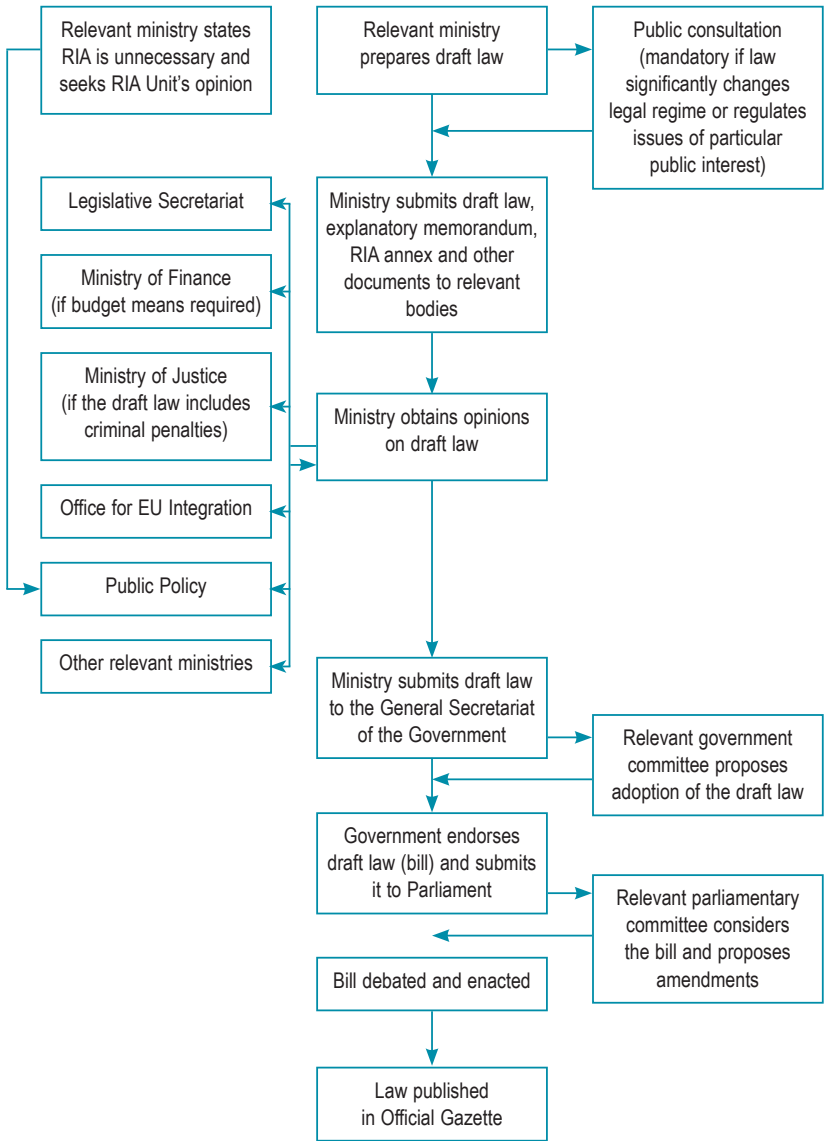 Relevant ministry states
RIA is unnecessary and
seeks RIA Unit's opinion
Relevant ministry
prepares draft law
Public consultation
(mandatory if law
significantly changes
legal regime or regulates
issues of particular
public interest)
Legislative Secretariat
Ministry of Finance
(if budget means required)
Ministry of Justice
(if the draft law includes
criminal penalties)
Office for EU Integration
Public Policy
Other relevant ministries
Ministry submits draft law,
explanatory memorandum,
RIA annex and other
documents to relevant
bodies
Ministry obtains opinions
on draft law
Ministry submits draft law
to the General Secretariat
of the Government
Relevant government
committee proposes
adoption of the draft law
Government endorses
draft law (bill) and submits
it to Parliament
Relevant parliamentary
committee considers
the bill and proposes
amendments
Bill debated and enacted
Law published
in Official Gazette